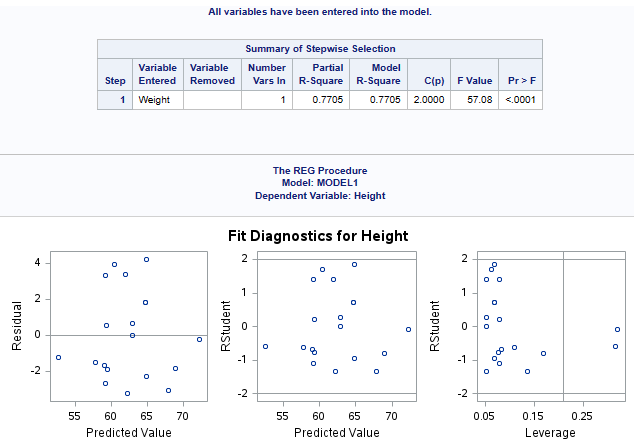 All variables have been entered into the model.
Summary of Stepwise Selection
Step Variable Entered Variable Removed Number Vars In Partial R-Square Model R-Square C(p) F Value Pr > F
1 Weight 1 0.7705 0.7705 2.0000 57.08 <.0001
The REG Procedure
Model: MODEL1
Dependent Variable: Height
Fit Diagnostics for Height
Residual
4
2
0
-2
55 60 65 70
Predicted Value
RStudent
2
1
0
-1
-2
55 60 65 70
Predicted Value
RStudent
2
1
0
-1
-2
0.05 0.15 0.25
Leverage